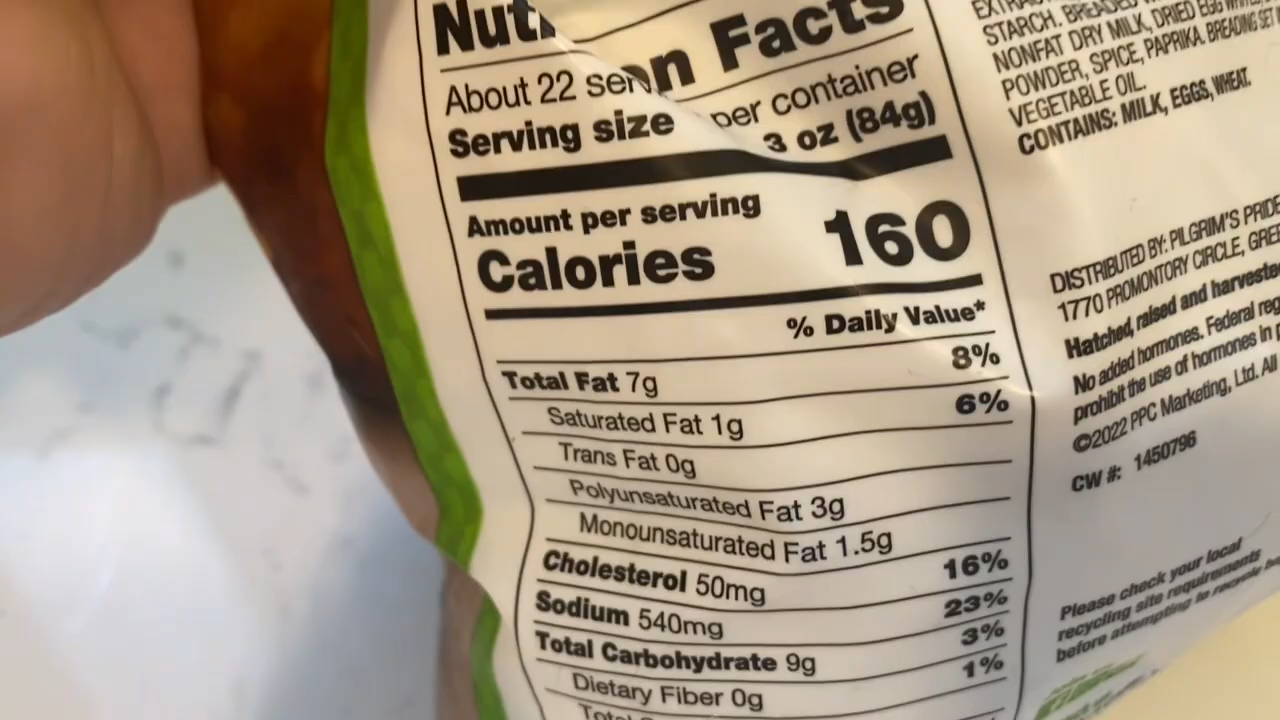 Nut on Facts
About 22 ser per container
Serving size 3 oz (84g)
Amount per serving
Calories 160
% Daily Value*
Total Fat 7g 8%
Saturated Fat 1g 6%
Trans Fat 0g
Polyunsaturated Fat 3g
Monounsaturated Fat 1.5g
Cholesterol 50mg 16%
Sodium 540mg 23%
Total Carbohydrate 9g 3%
Dietary Fiber 0g 1%
STARCH. BREADED
NONFAT DRY MILK, DRIED EGG
POWDER, SPICE, PAPRIKA. BREADING SET
VEGETABLE OIL.
CONTAINS: MILK, EGGS, WHEAT.
DISTRIBUTED BY: PILGRIM'S PRIDE
1770 PROMONTORY CIRCLE, GREE
Hatched, raised and harveste
No added hormones. Federal reg
prohibit the use of hormones in p
©2022 PPC Marketing, Ltd. All
CW #: 1450796
Please check your local
recycling site requirements
before attempting to recycle